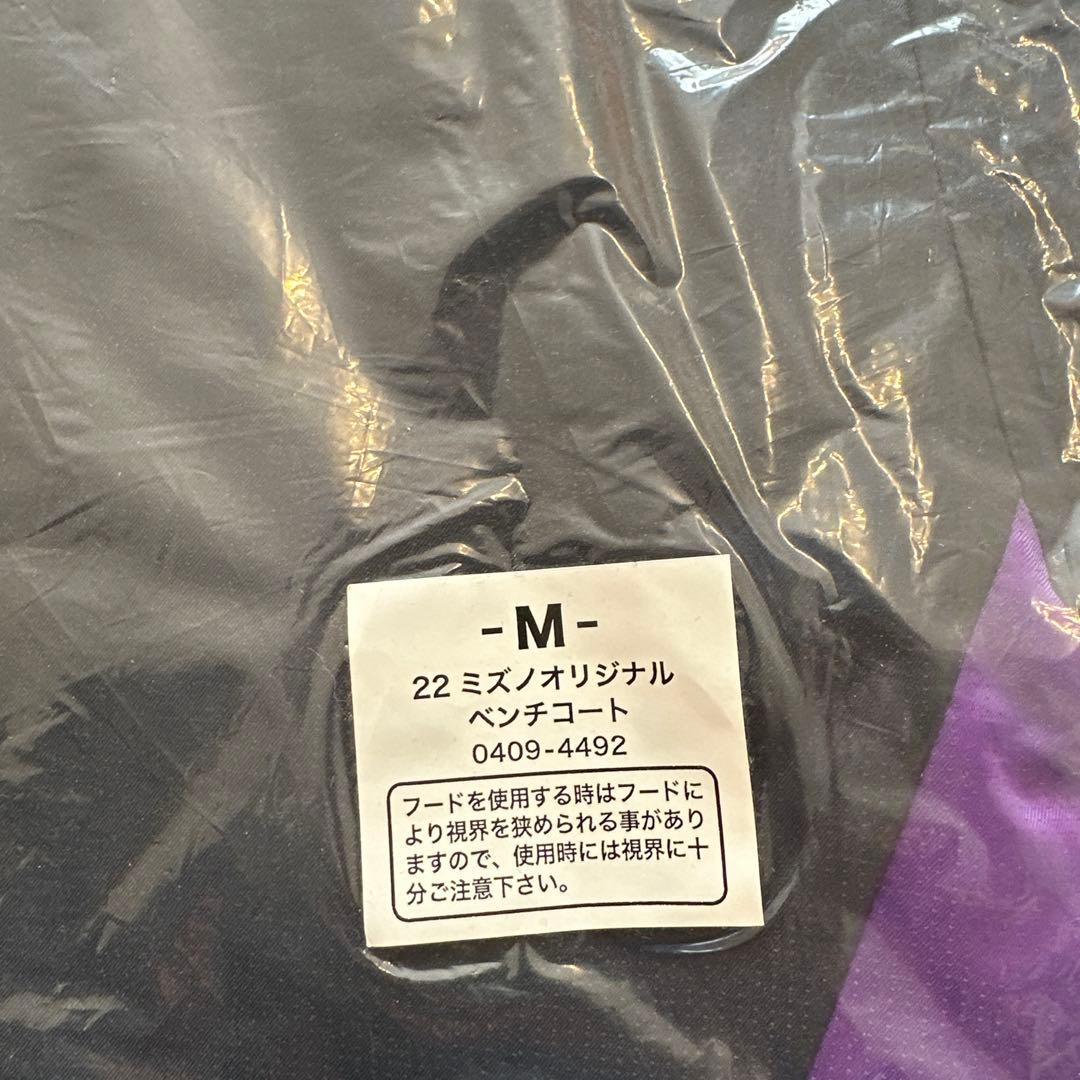 -M-
22 ミズノオリジナル
ベンチコート
0409-4492
フードを使用する時はフードに
より視界を狭められる事があり
ますので、使用時には視界に十
分ご注意下さい。